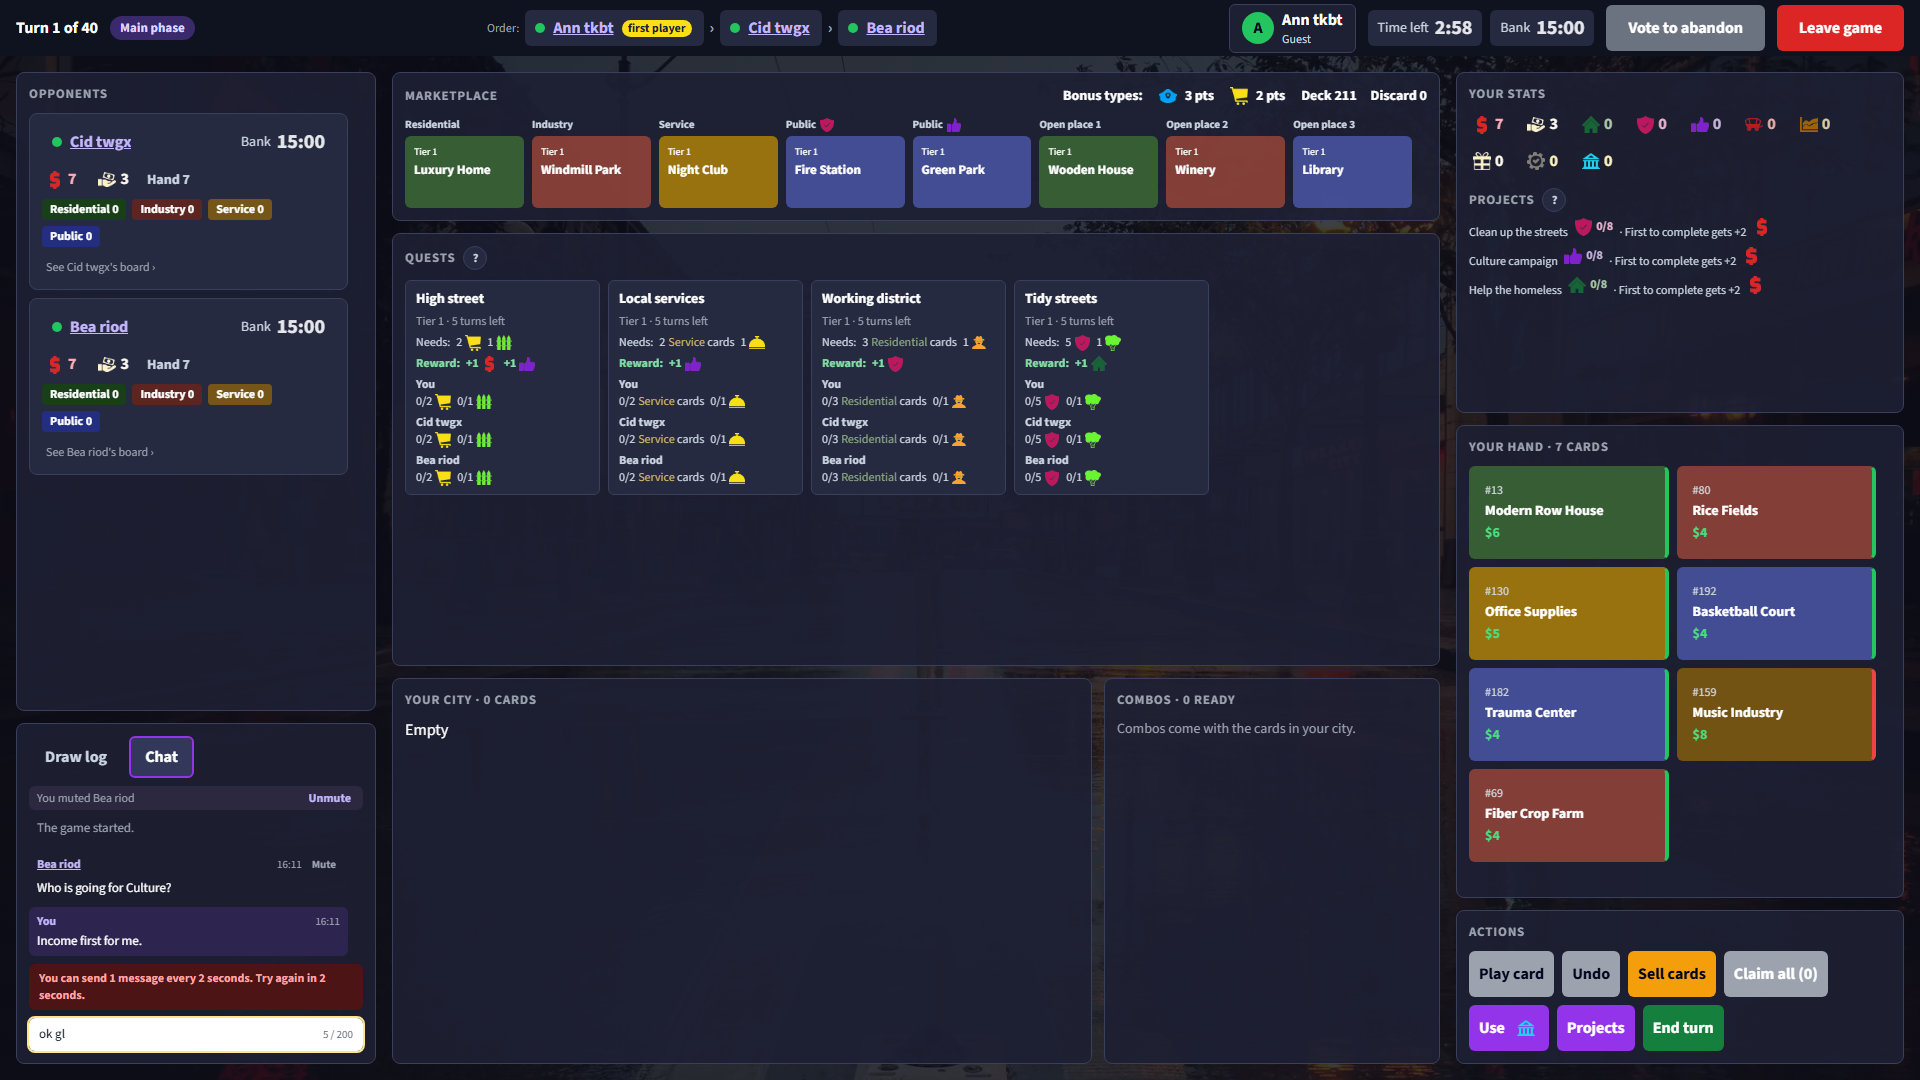 Turn 1 of 40 Main phase
Order: Ann tkbt first player › Cid twgx › Bea riod
A Ann tkbt Guest
Time left 2:58
Bank 15:00
Vote to abandon
Leave game
OPPONENTS
Cid twgx Bank 15:00
7 3 Hand 7
Residential 0 Industry 0 Service 0
Public 0
See Cid twgx's board ›
Bea riod Bank 15:00
7 3 Hand 7
Residential 0 Industry 0 Service 0
Public 0
See Bea riod's board ›
Draw log Chat
You muted Bea riod Unmute
The game started.
Bea riod 16:11 Mute
Who is going for Culture?
You 16:11
Income first for me.
You can send 1 message every 2 seconds. Try again in 2
seconds.
ok gl 5 / 200
MARKETPLACE
Bonus types: 3 pts 2 pts Deck 211 Discard 0
Residential Industry Service Public Public Open place 1 Open place 2 Open place 3
Tier 1 Tier 1 Tier 1 Tier 1 Tier 1 Tier 1 Tier 1 Tier 1
Luxury Home Windmill Park Night Club Fire Station Green Park Wooden House Winery Library
QUESTS ?
High street
Tier 1 · 5 turns left
Needs: 2 1
Reward: +1 $ +1
You
0/2 0/1
Cid twgx
0/2 0/1
Bea riod
0/2 0/1
Local services
Tier 1 · 5 turns left
Needs: 2 Service cards 1
Reward: +1
You
0/2 Service cards 0/1
Cid twgx
0/2 Service cards 0/1
Bea riod
0/2 Service cards 0/1
Working district
Tier 1 · 5 turns left
Needs: 3 Residential cards 1
Reward: +1
You
0/3 Residential cards 0/1
Cid twgx
0/3 Residential cards 0/1
Bea riod
0/3 Residential cards 0/1
Tidy streets
Tier 1 · 5 turns left
Needs: 5 1
Reward: +1
You
0/5 0/1
Cid twgx
0/5 0/1
Bea riod
0/5 0/1
YOUR CITY · 0 CARDS
Empty
COMBOS · 0 READY
Combos come with the cards in your city.
YOUR STATS
$ 7 3 0 0 0 0 0
0 0 0
PROJECTS ?
Clean up the streets 0/8 · First to complete gets +2 $
Culture campaign 0/8 · First to complete gets +2 $
Help the homeless 0/8 · First to complete gets +2 $
YOUR HAND · 7 CARDS
#13
Modern Row House
$6
#80
Rice Fields
$4
#130
Office Supplies
$5
#192
Basketball Court
$4
#182
Trauma Center
$4
#159
Music Industry
$8
#69
Fiber Crop Farm
$4
ACTIONS
Play card Undo Sell cards Claim all (0)
Use Projects End turn